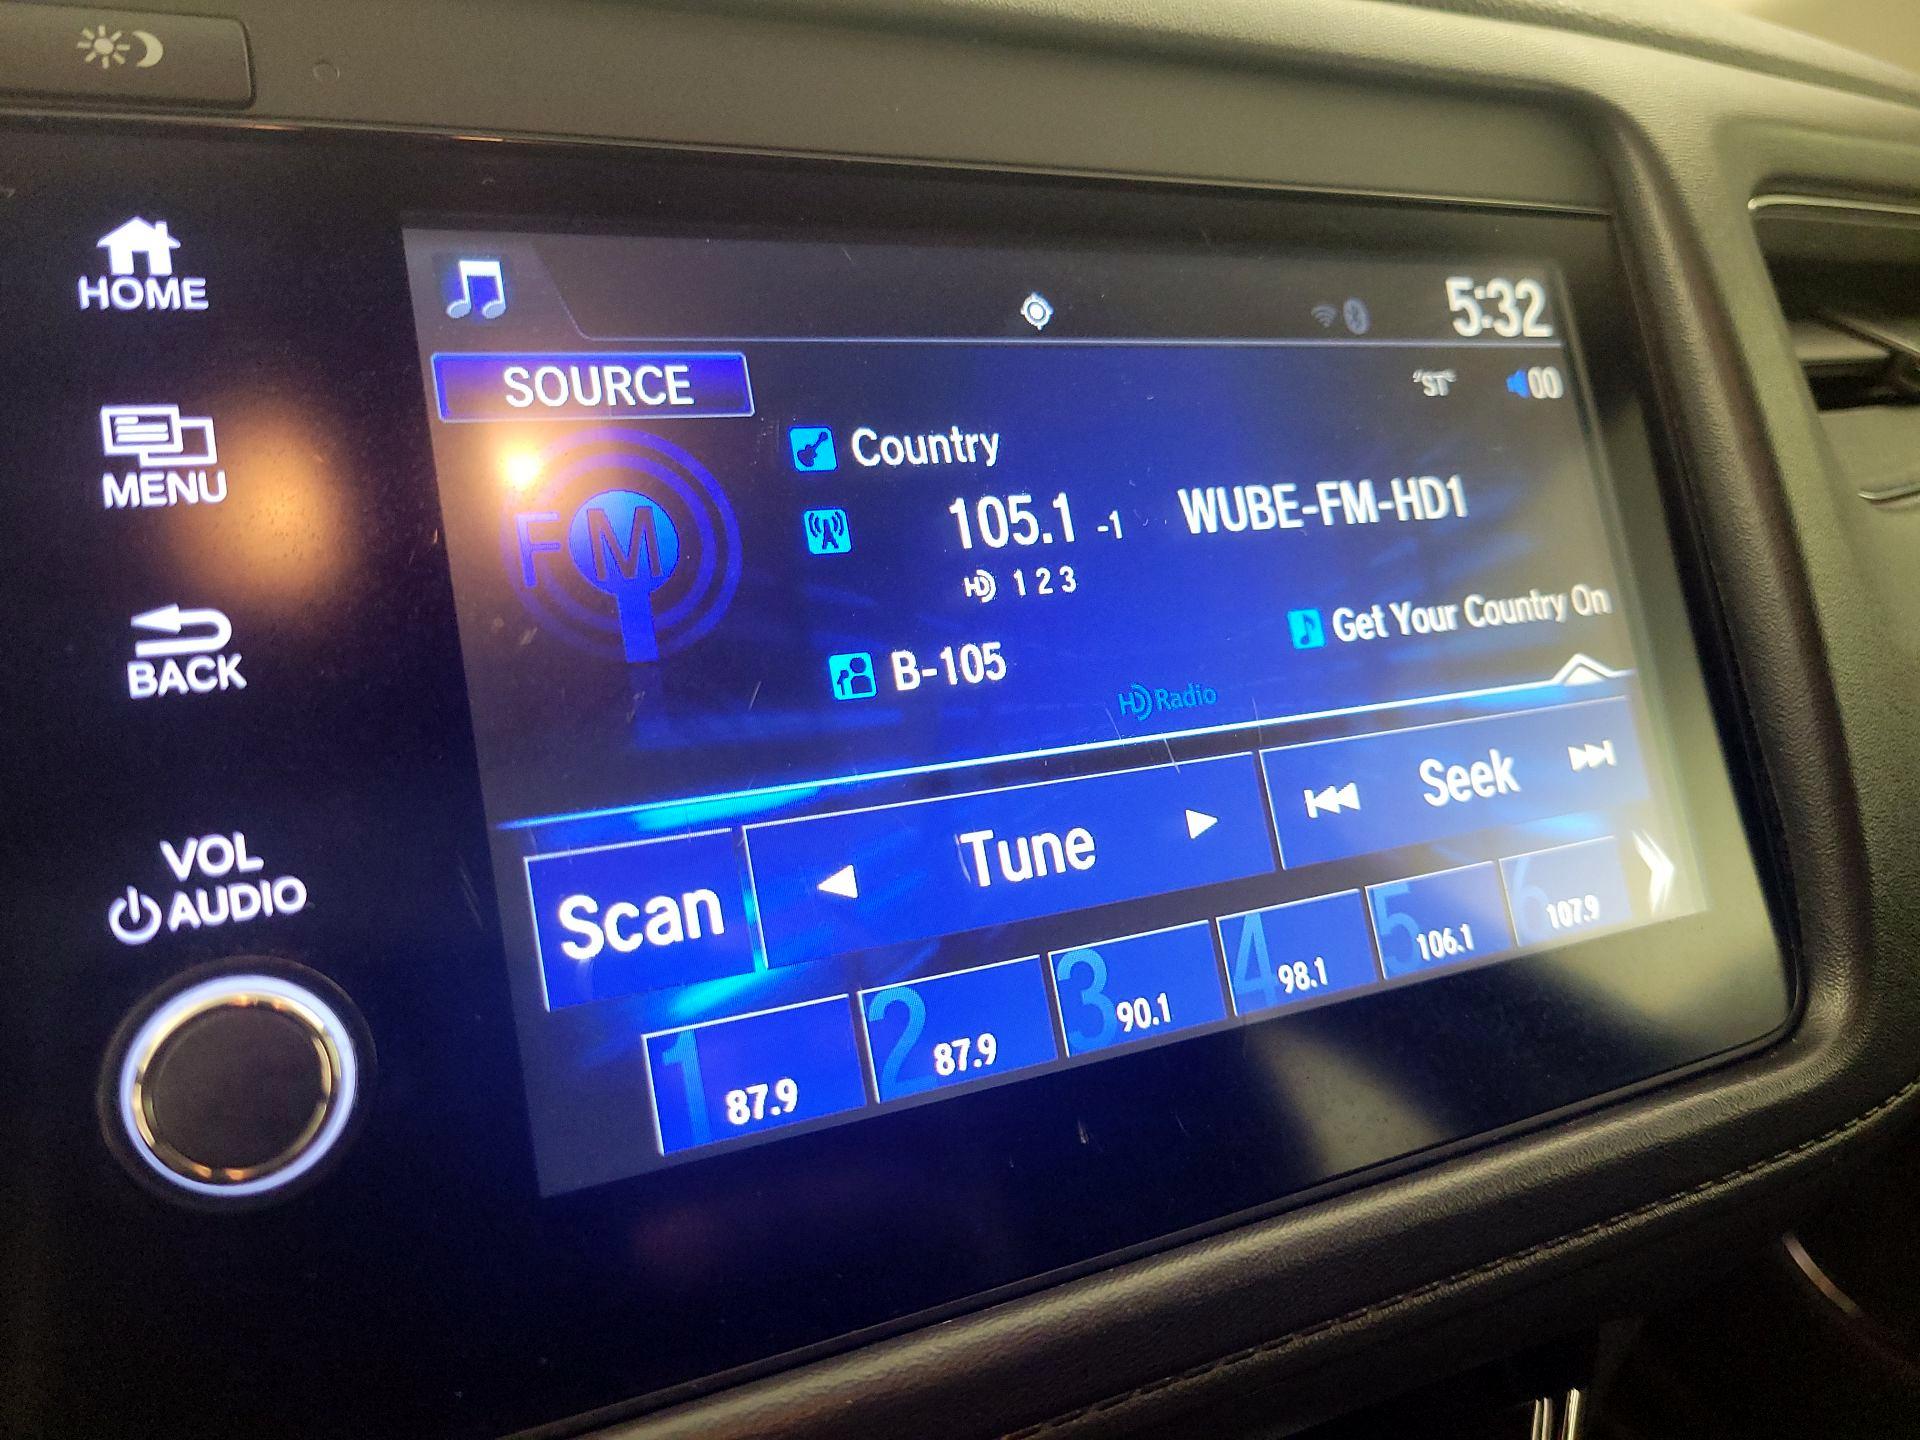 HOME
MENU
BACK
VOL
AUDIO
5:32
SOURCE
"ST"
00
FM
Country
105.1 -1 WUBE-FM-HD1
HD 1 2 3
B-105
Get Your Country On
HD Radio
Scan
Tune
Seek
1 87.9
2 87.9
3 90.1
4 98.1
5 106.1
6 107.9